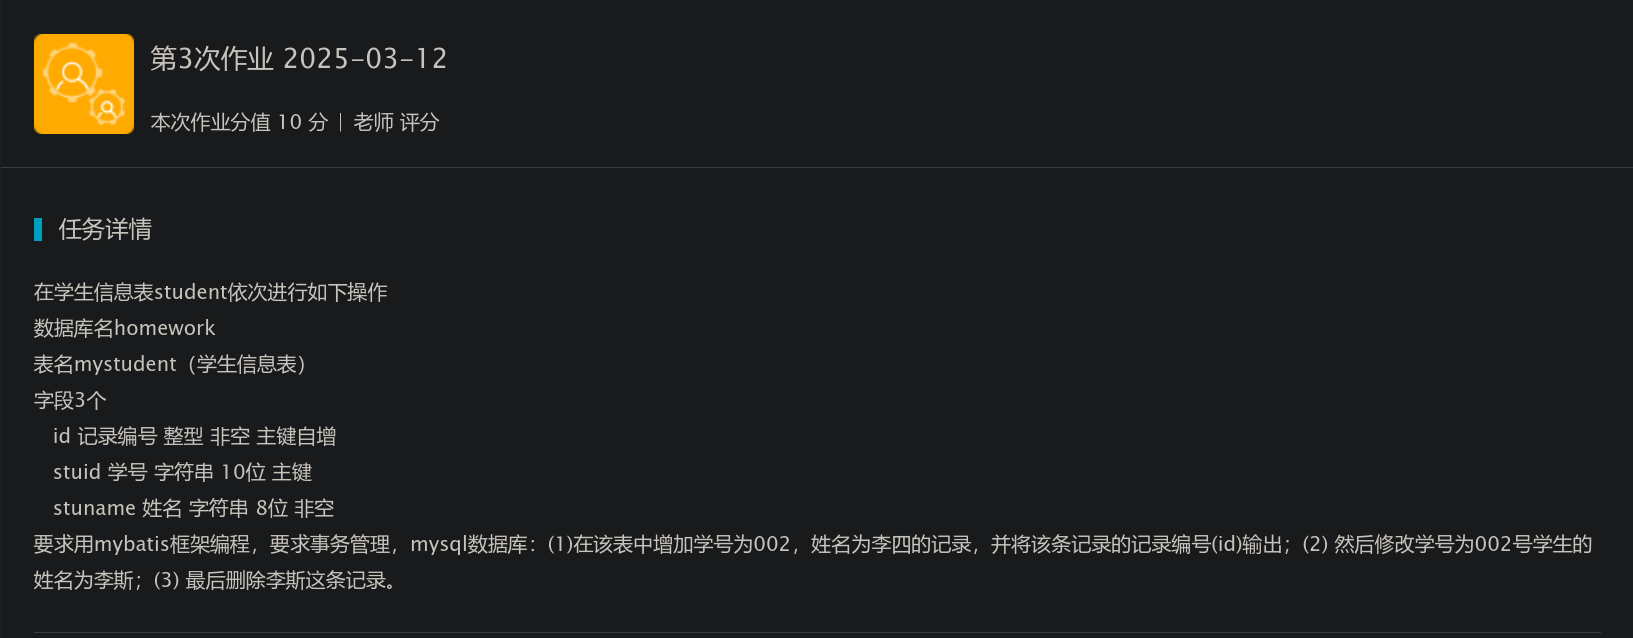 第3次作业 2025-03-12
本次作业分值 10 分 | 老师 评分
任务详情
在学生信息表student依次进行如下操作
数据库名homework
表名mystudent（学生信息表）
字段3个
id 记录编号 整型 非空 主键自增
stuid 学号 字符串 10位 主键
stuname 姓名 字符串 8位 非空
要求用mybatis框架编程，要求事务管理，mysql数据库：(1)在该表中增加学号为002，姓名为李四的记录，并将该条记录的记录编号(id)输出；(2) 然后修改学号为002号学生的
姓名为李斯；(3) 最后删除李斯这条记录。